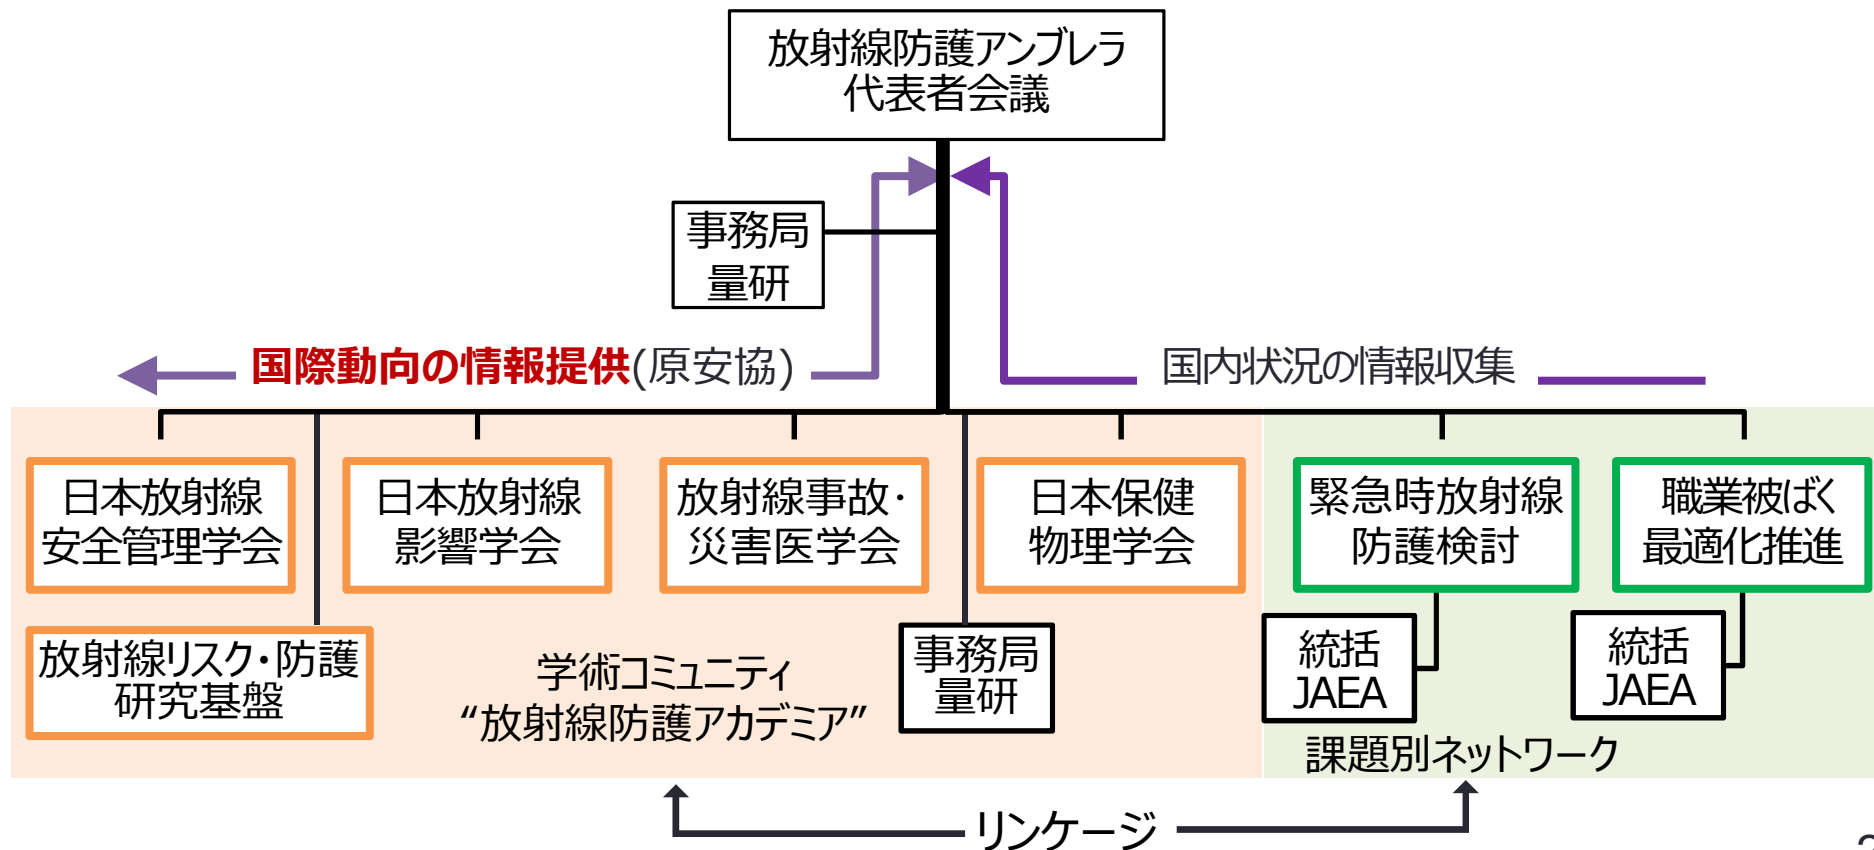 放射線防護アンブレラ
代表者会議
事務局
量研
国際動向の情報提供(原安協)
国内状況の情報収集
日本放射線
安全管理学会
日本放射線
影響学会
放射線事故・
災害医学会
日本保健
物理学会
緊急時放射線
防護検討
職業被ばく
最適化推進
放射線リスク・防護
研究基盤
学術コミュニティ
“放射線防護アカデミア”
事務局
量研
統括
JAEA
統括
JAEA
課題別ネットワーク
リンケージ